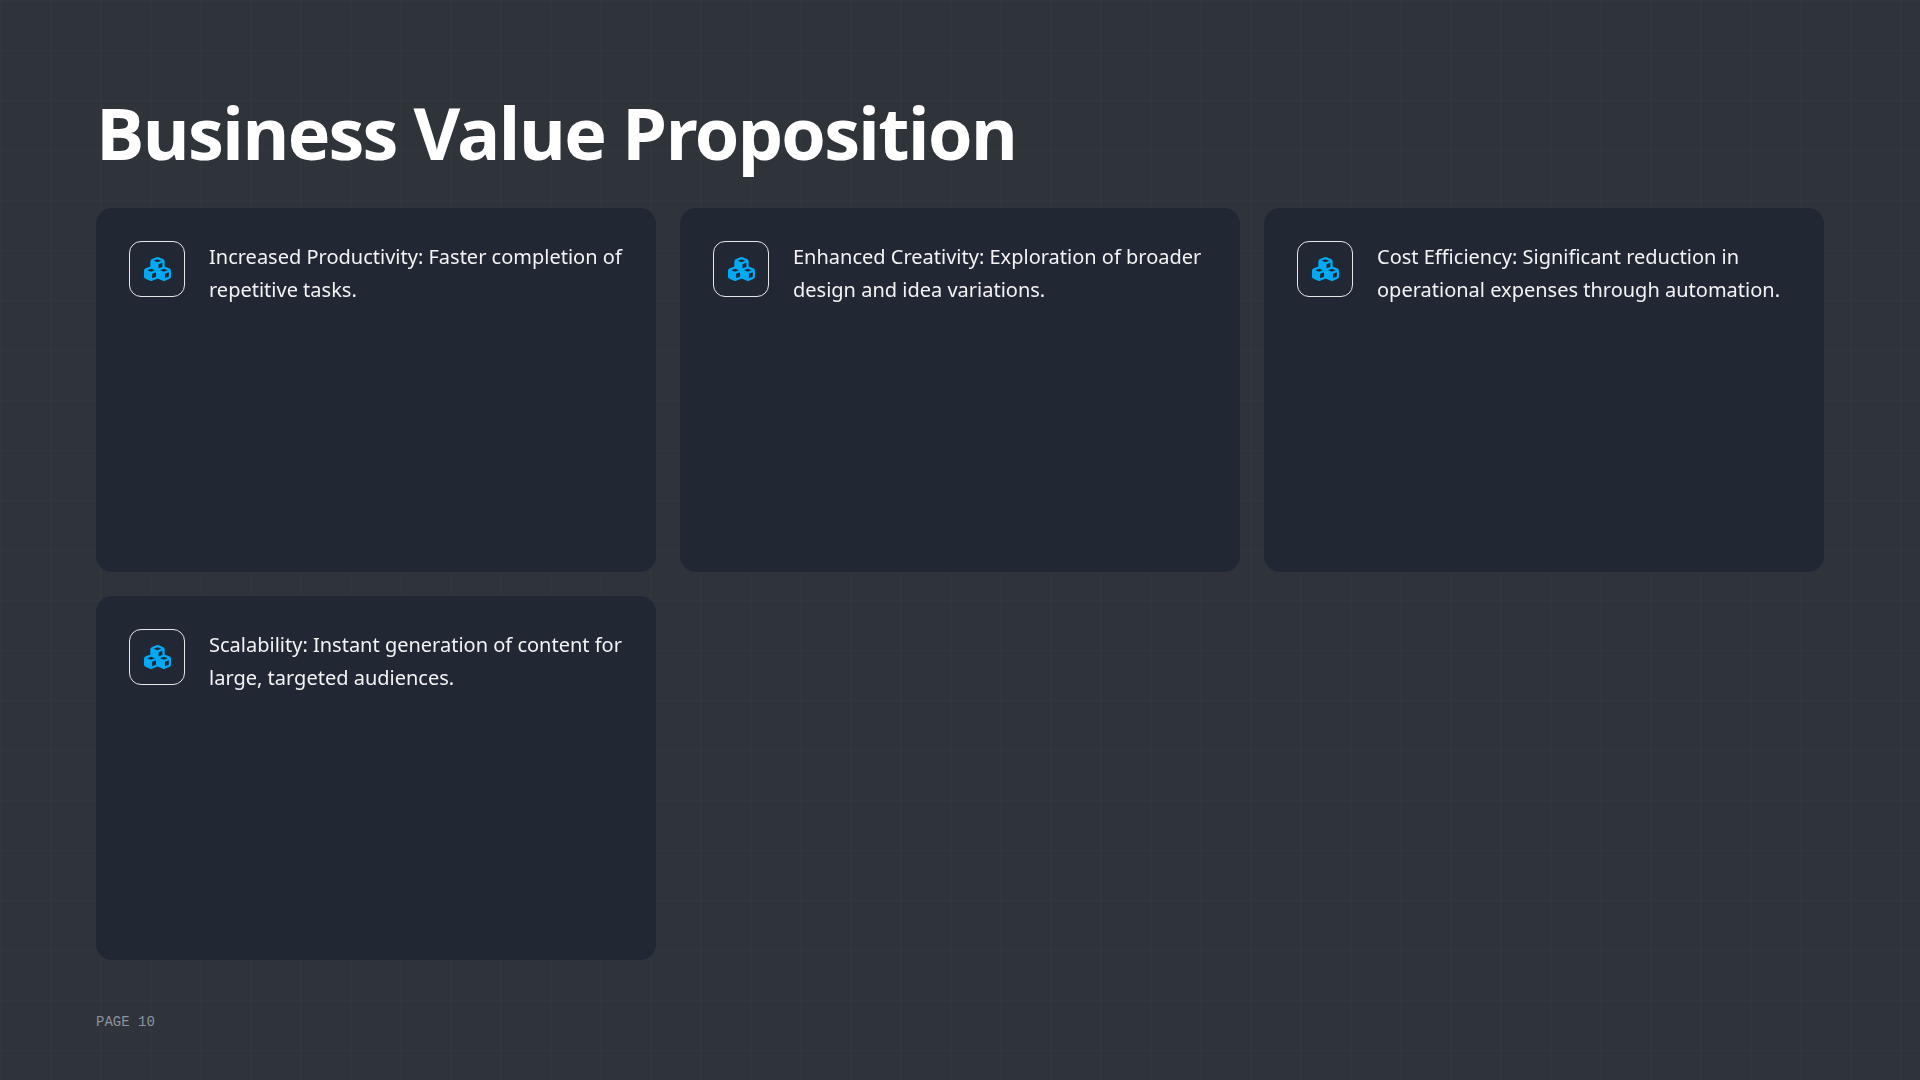 Business Value Proposition
Increased Productivity: Faster completion of
repetitive tasks.
Enhanced Creativity: Exploration of broader
design and idea variations.
Cost Efficiency: Significant reduction in
operational expenses through automation.
Scalability: Instant generation of content for
large, targeted audiences.
PAGE 10